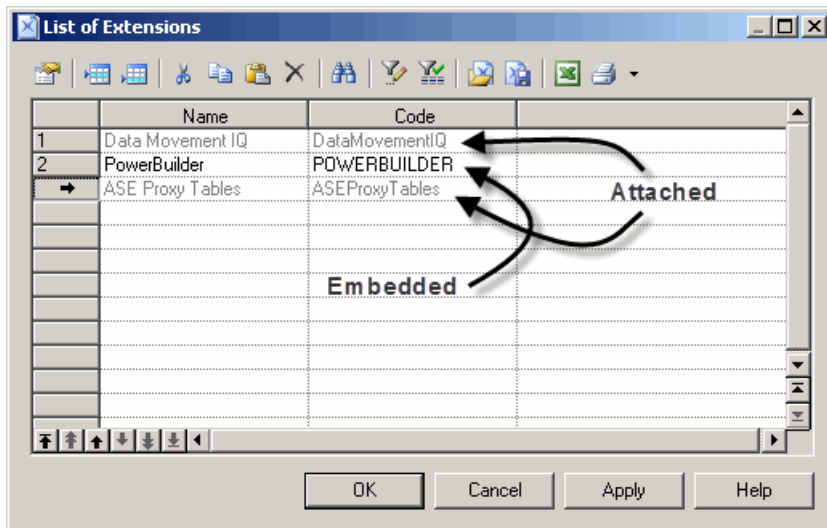 List of Extensions
Name Code
1 Data Movement IQ DataMovementIQ
2 PowerBuilder POWERBUILDER
ASE Proxy Tables ASEProxyTables
Attached
Embedded
OK Cancel Apply Help